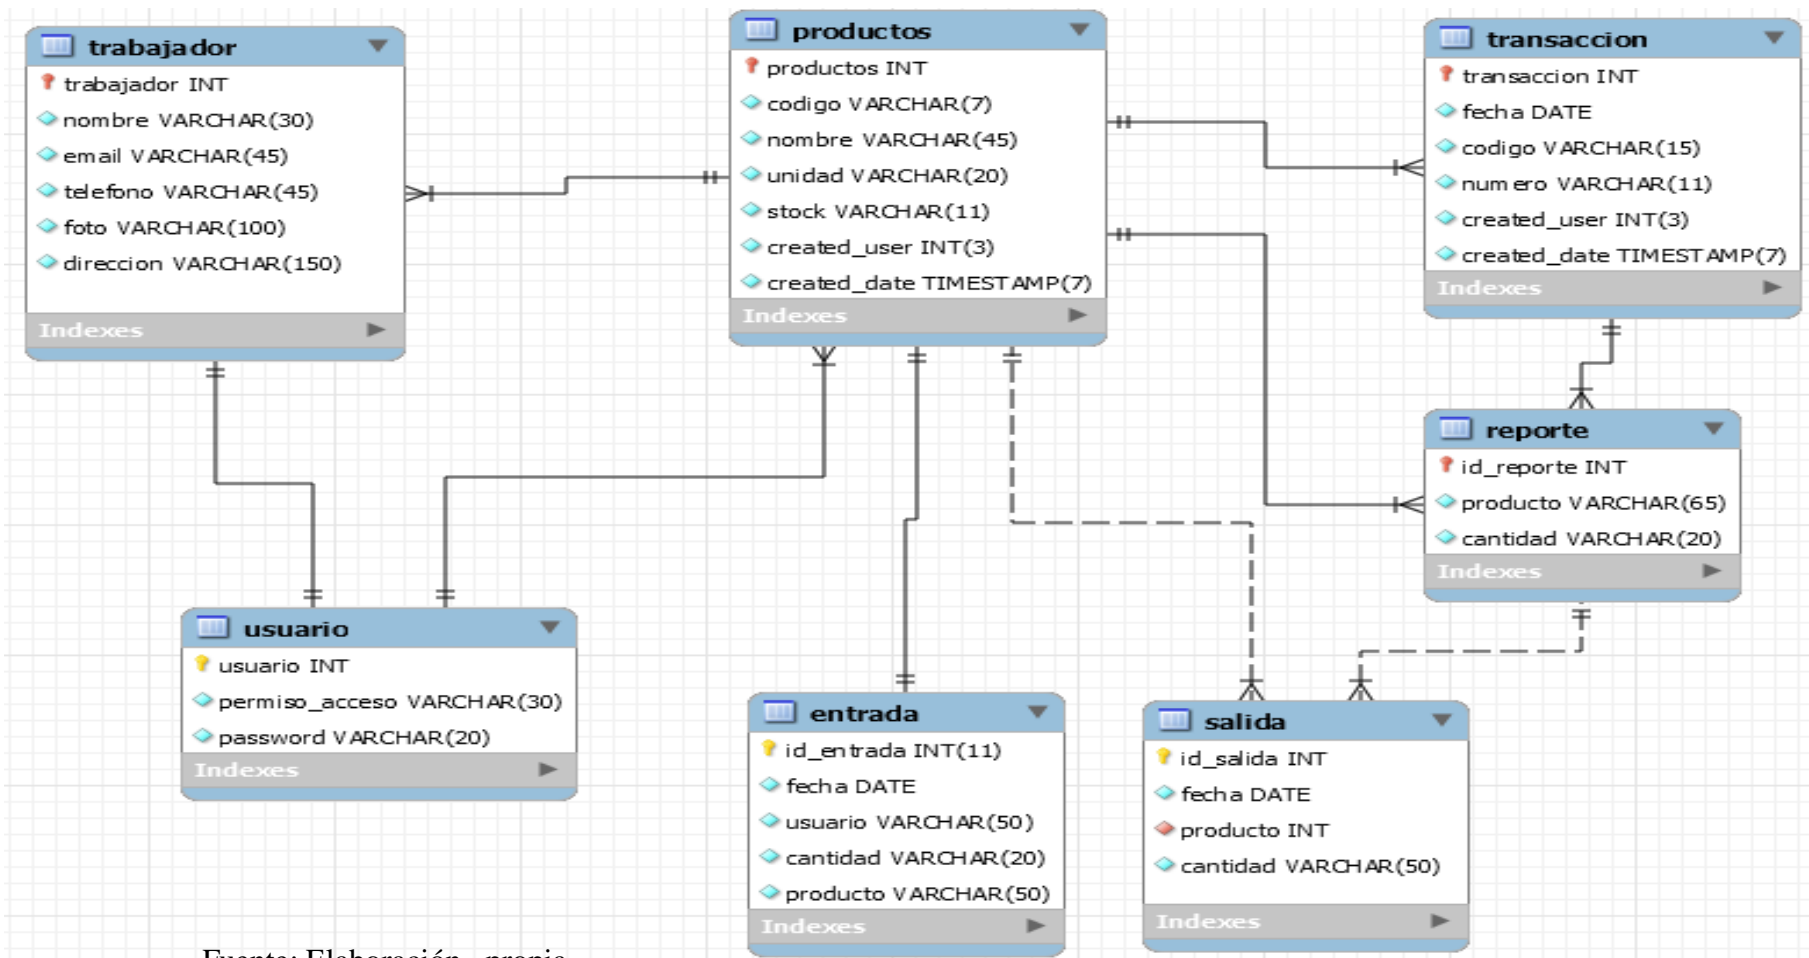 trabajador
trabajador INT
nombre VARCHAR(30)
email VARCHAR(45)
telefono VARCHAR(45)
foto VARCHAR(100)
direccion VARCHAR(150)
Indexes
productos
productos INT
codigo VARCHAR(7)
nombre VARCHAR(45)
unidad VARCHAR(20)
stock VARCHAR(11)
created_user INT(3)
created_date TIMESTAMP(7)
Indexes
transaccion
transaccion INT
fecha DATE
codigo VARCHAR(15)
numero VARCHAR(11)
created_user INT(3)
created_date TIMESTAMP(7)
Indexes
reporte
id_reporte INT
producto VARCHAR(65)
cantidad VARCHAR(20)
Indexes
usuario
usuario INT
permiso_acceso VARCHAR(30)
password VARCHAR(20)
Indexes
entrada
id_entrada INT(11)
fecha DATE
usuario VARCHAR(50)
cantidad VARCHAR(20)
producto VARCHAR(50)
Indexes
salida
id_salida INT
fecha DATE
producto INT
cantidad VARCHAR(50)
Indexes
Fuente: Elaboración propia